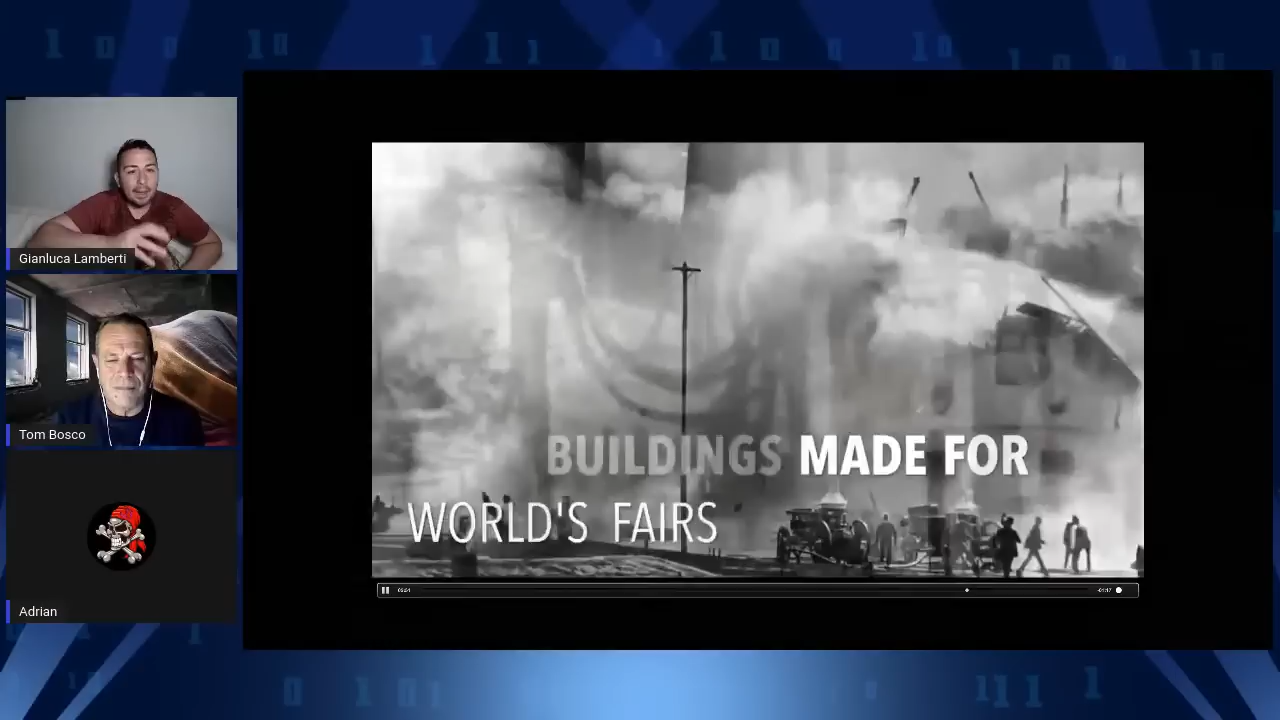 Gianluca Lamberti
Tom Bosco
Adrian
BUILDINGS MADE FOR
WORLD'S FAIRS